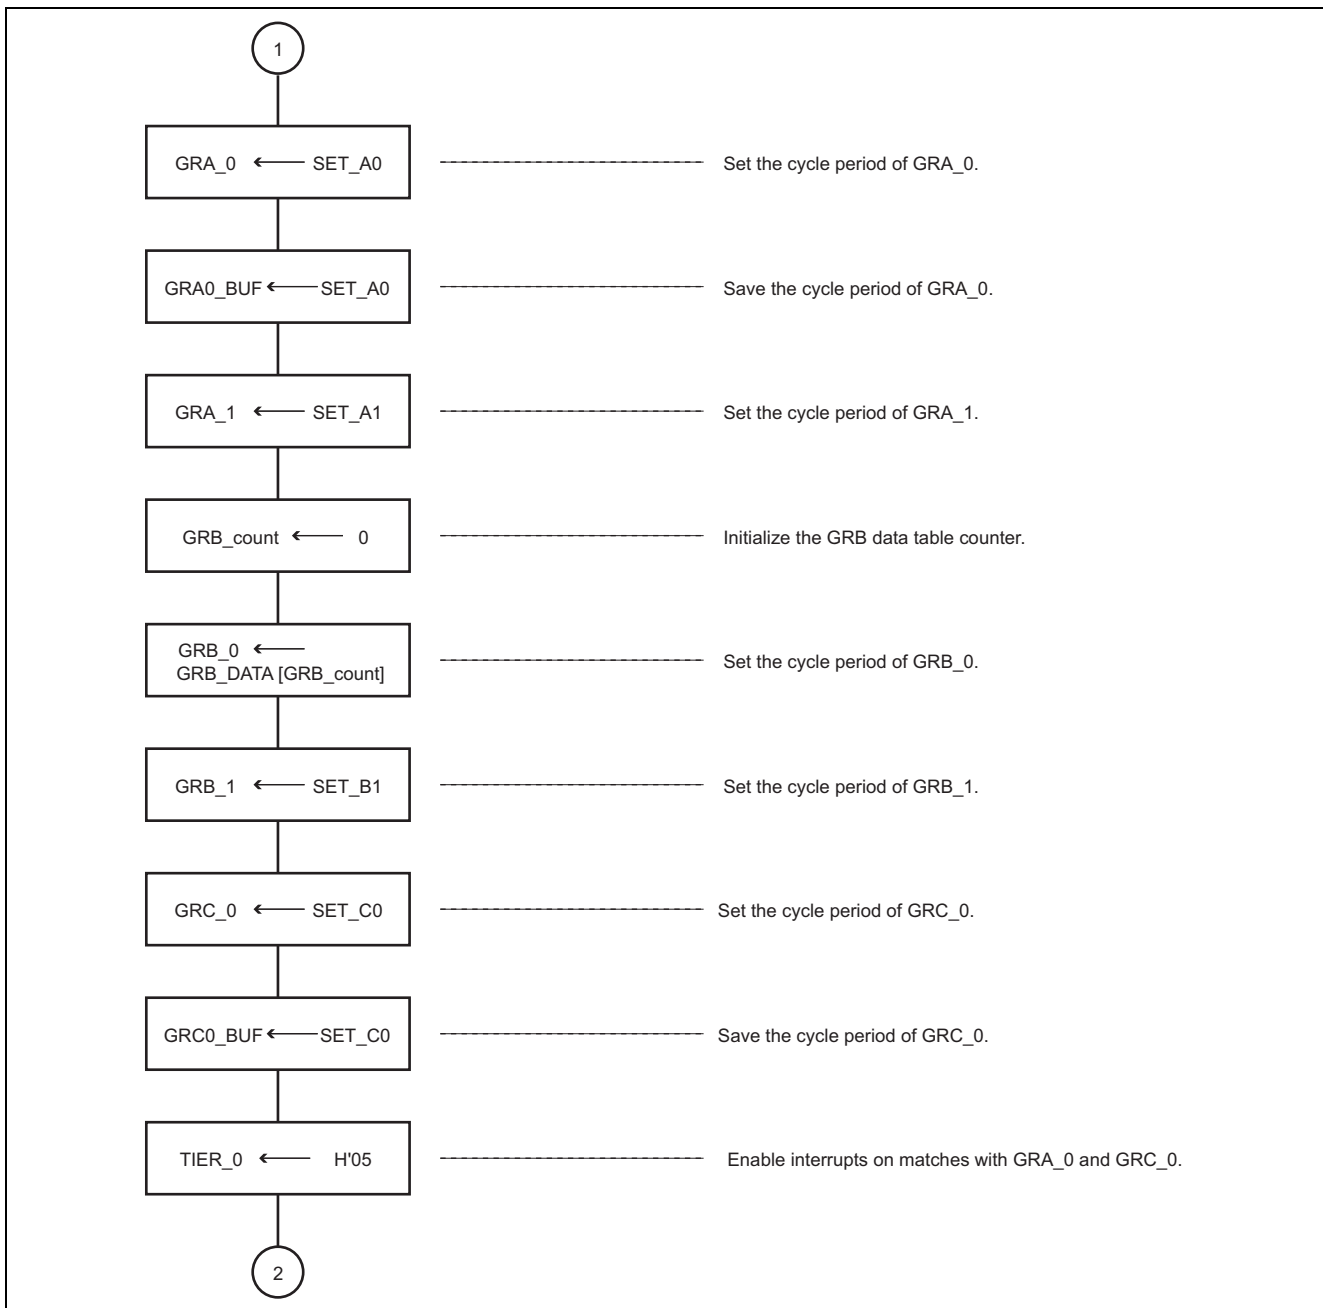 1
GRA_0 ← SET_A0 Set the cycle period of GRA_0.
GRA0_BUF ← SET_A0 Save the cycle period of GRA_0.
GRA_1 ← SET_A1 Set the cycle period of GRA_1.
GRB_count ← 0 Initialize the GRB data table counter.
GRB_0 ←
GRB_DATA [GRB_count] Set the cycle period of GRB_0.
GRB_1 ← SET_B1 Set the cycle period of GRB_1.
GRC_0 ← SET_C0 Set the cycle period of GRC_0.
GRC0_BUF ← SET_C0 Save the cycle period of GRC_0.
TIER_0 ← H'05 Enable interrupts on matches with GRA_0 and GRC_0.
2